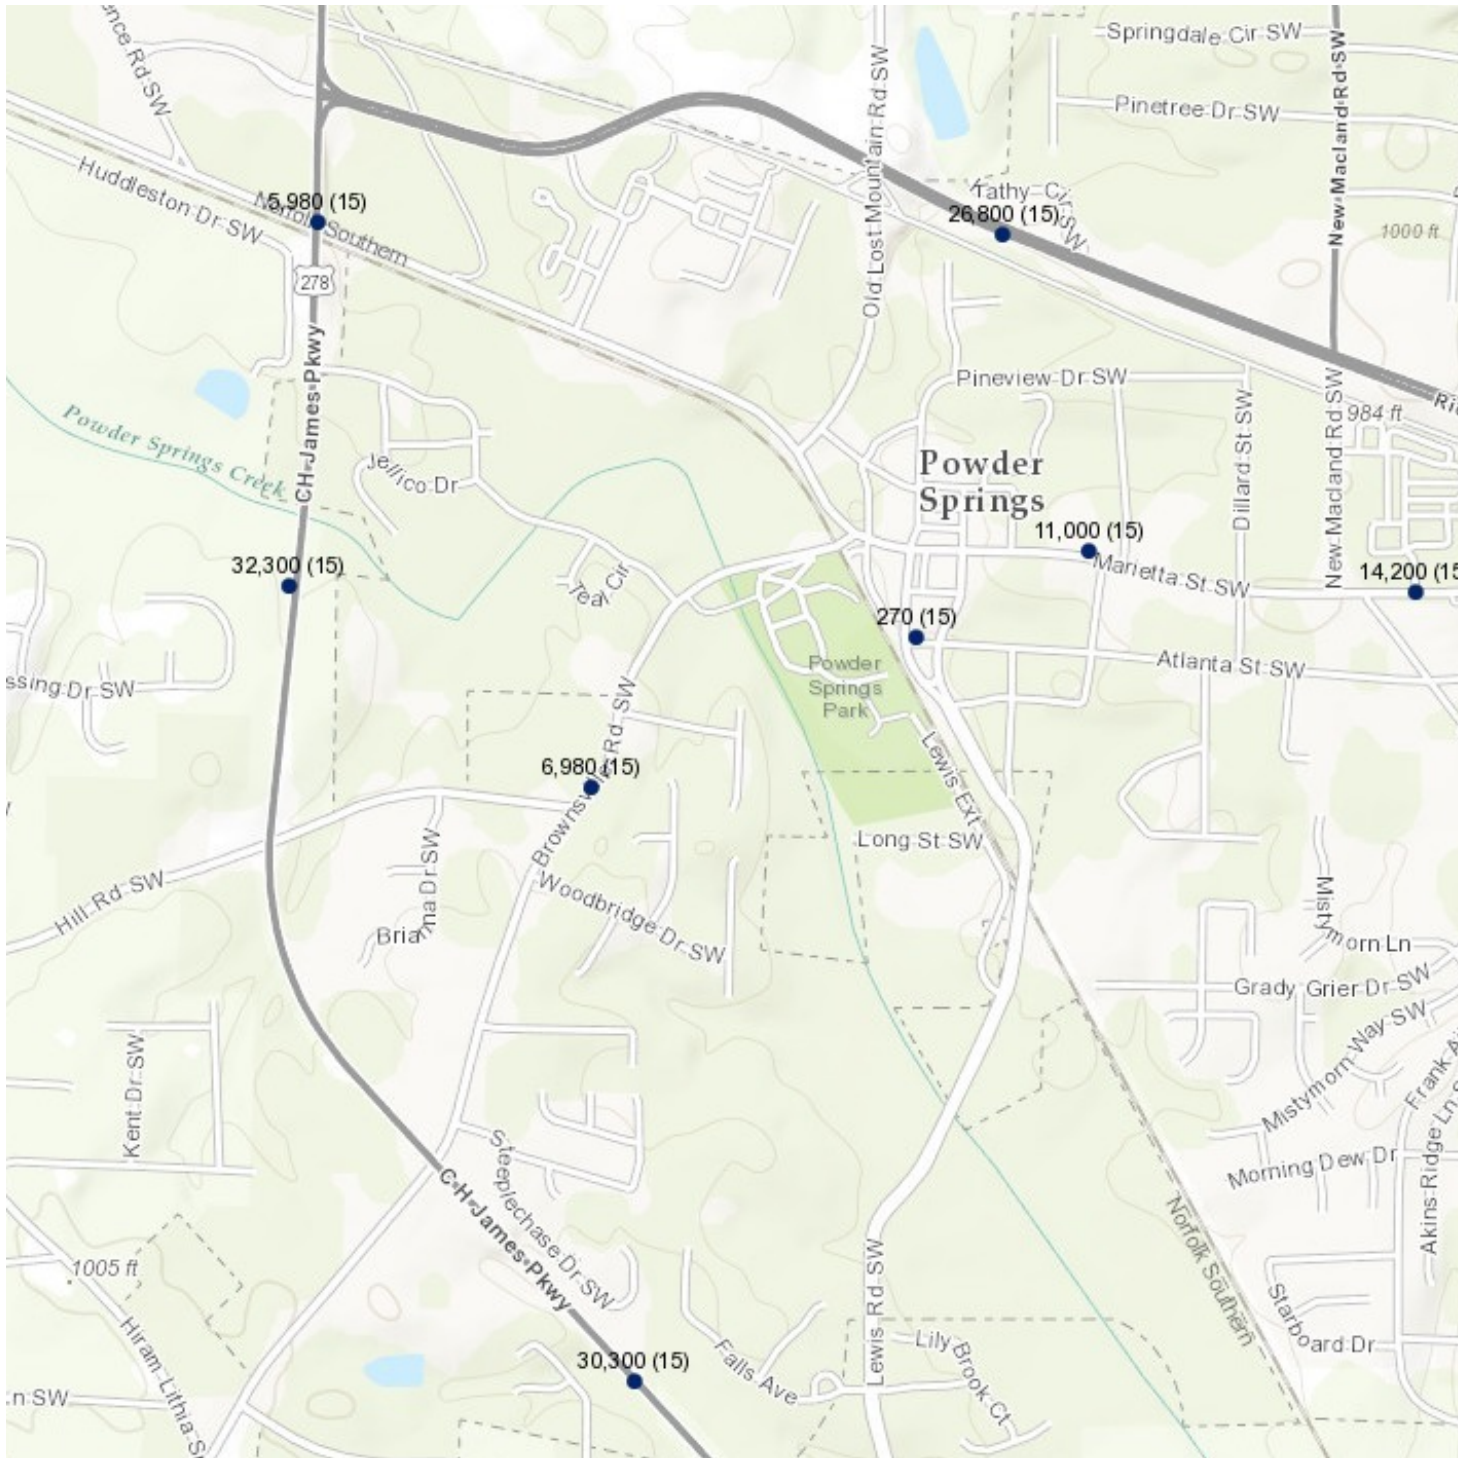 Springdale Cir SW
Pinetree Dr SW
New Macland Rd SW
Old Lost Mountain Rd SW
Huddleston Dr SW
5,980 (15)
Norfolk Southern
278
26,800 (15)
1000 ft
CH James Pkwy
Powder Springs Creek
Pineview Dr SW
984 ft
New Macland Rd SW
Dillard St SW
Jellico Dr
Powder
Springs
11,000 (15)
Marietta St SW
32,300 (15)
14,200 (15
Teal Cir
270 (15)
Atlanta St SW
Powder
Springs
Park
ssing Dr SW
6,980 (15)
Lewis Ext
Long St SW
Hill Rd SW
Woodbridge Dr SW
Mistymorn Ln
Grady Grier Dr SW
Mistymorn Way SW
Kent Dr SW
Morning Dew Dr
Akins Ridge Ln
Steeplechase Dr SW
C H James Pkwy
Norfolk Southern
1005 ft
Hiram Lithia S
Starboard Dr
Lewis Rd SW
Lily Brook Ct
Falls Ave
30,300 (15)
n SW